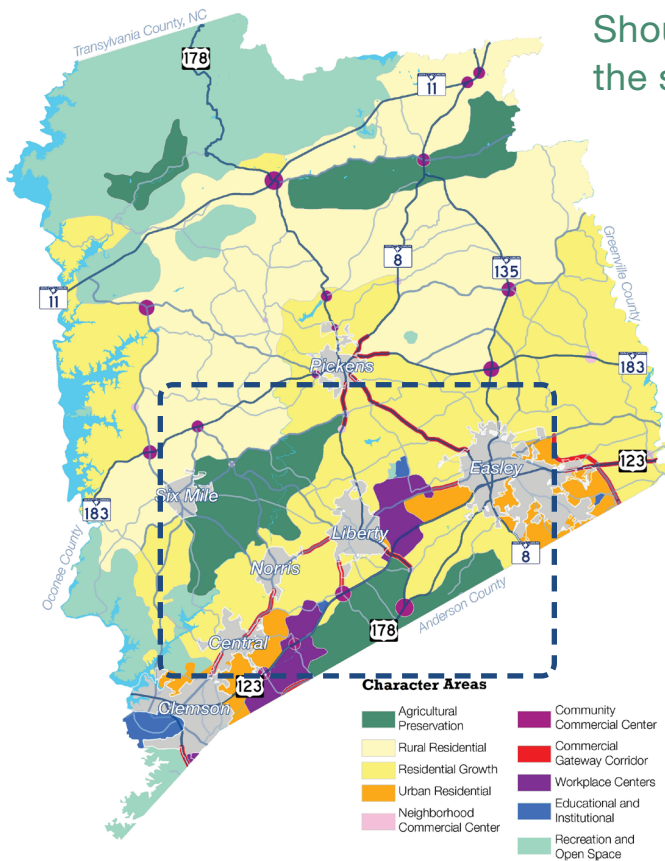 Shou
the s
Transylvania County, NC
178
11
Greenville County
8
135
11
Pickens
183
Easley
123
Six Mile
183
Liberty
Oconee County
8
Norris
Anderson County
178
Central
123
Clemson
Character Areas
Agricultural
Preservation
Rural Residential
Residential Growth
Urban Residential
Neighborhood
Commercial Center
Community
Commercial Center
Commercial
Gateway Corridor
Workplace Centers
Educational and
Institutional
Recreation and
Open Space